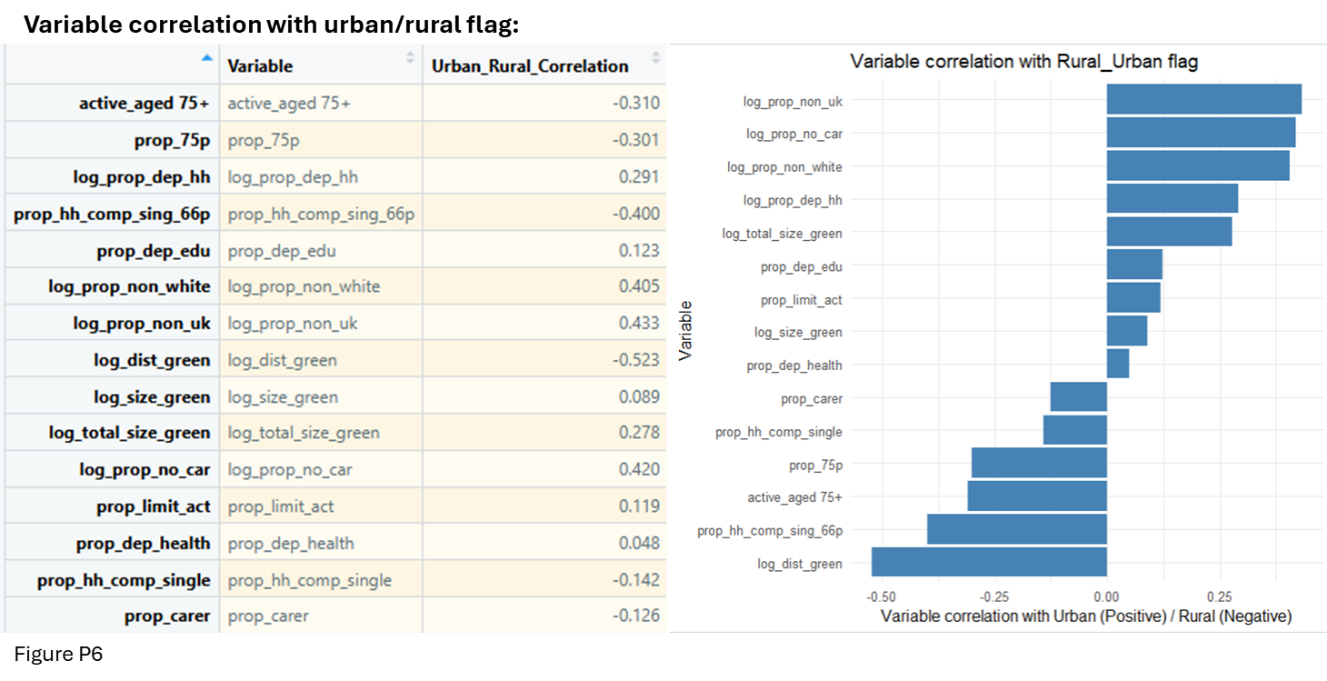 Variable correlation with urban/rural flag:
Variable Urban_Rural_Correlation
active_aged 75+ active_aged 75+ -0.310
prop_75p prop_75p -0.301
log_prop_dep_hh log_prop_dep_hh 0.291
prop_hh_comp_sing_66p prop_hh_comp_sing_66p -0.400
prop_dep_edu prop_dep_edu 0.123
log_prop_non_white log_prop_non_white 0.405
log_prop_non_uk log_prop_non_uk 0.433
log_dist_green log_dist_green -0.523
log_size_green log_size_green 0.089
log_total_size_green log_total_size_green 0.278
log_prop_no_car log_prop_no_car 0.420
prop_limit_act prop_limit_act 0.119
prop_dep_health prop_dep_health 0.048
prop_hh_comp_single prop_hh_comp_single -0.142
prop_carer prop_carer -0.126
Variable correlation with Rural_Urban flag
Variable
log_prop_non_uk
log_prop_no_car
log_prop_non_white
log_prop_dep_hh
log_total_size_green
prop_dep_edu
prop_limit_act
log_size_green
prop_dep_health
prop_carer
prop_hh_comp_single
prop_75p
active_aged 75+
prop_hh_comp_sing_66p
log_dist_green
-0.50 -0.25 0.00 0.25
Variable correlation with Urban (Positive) / Rural (Negative)
Figure P6